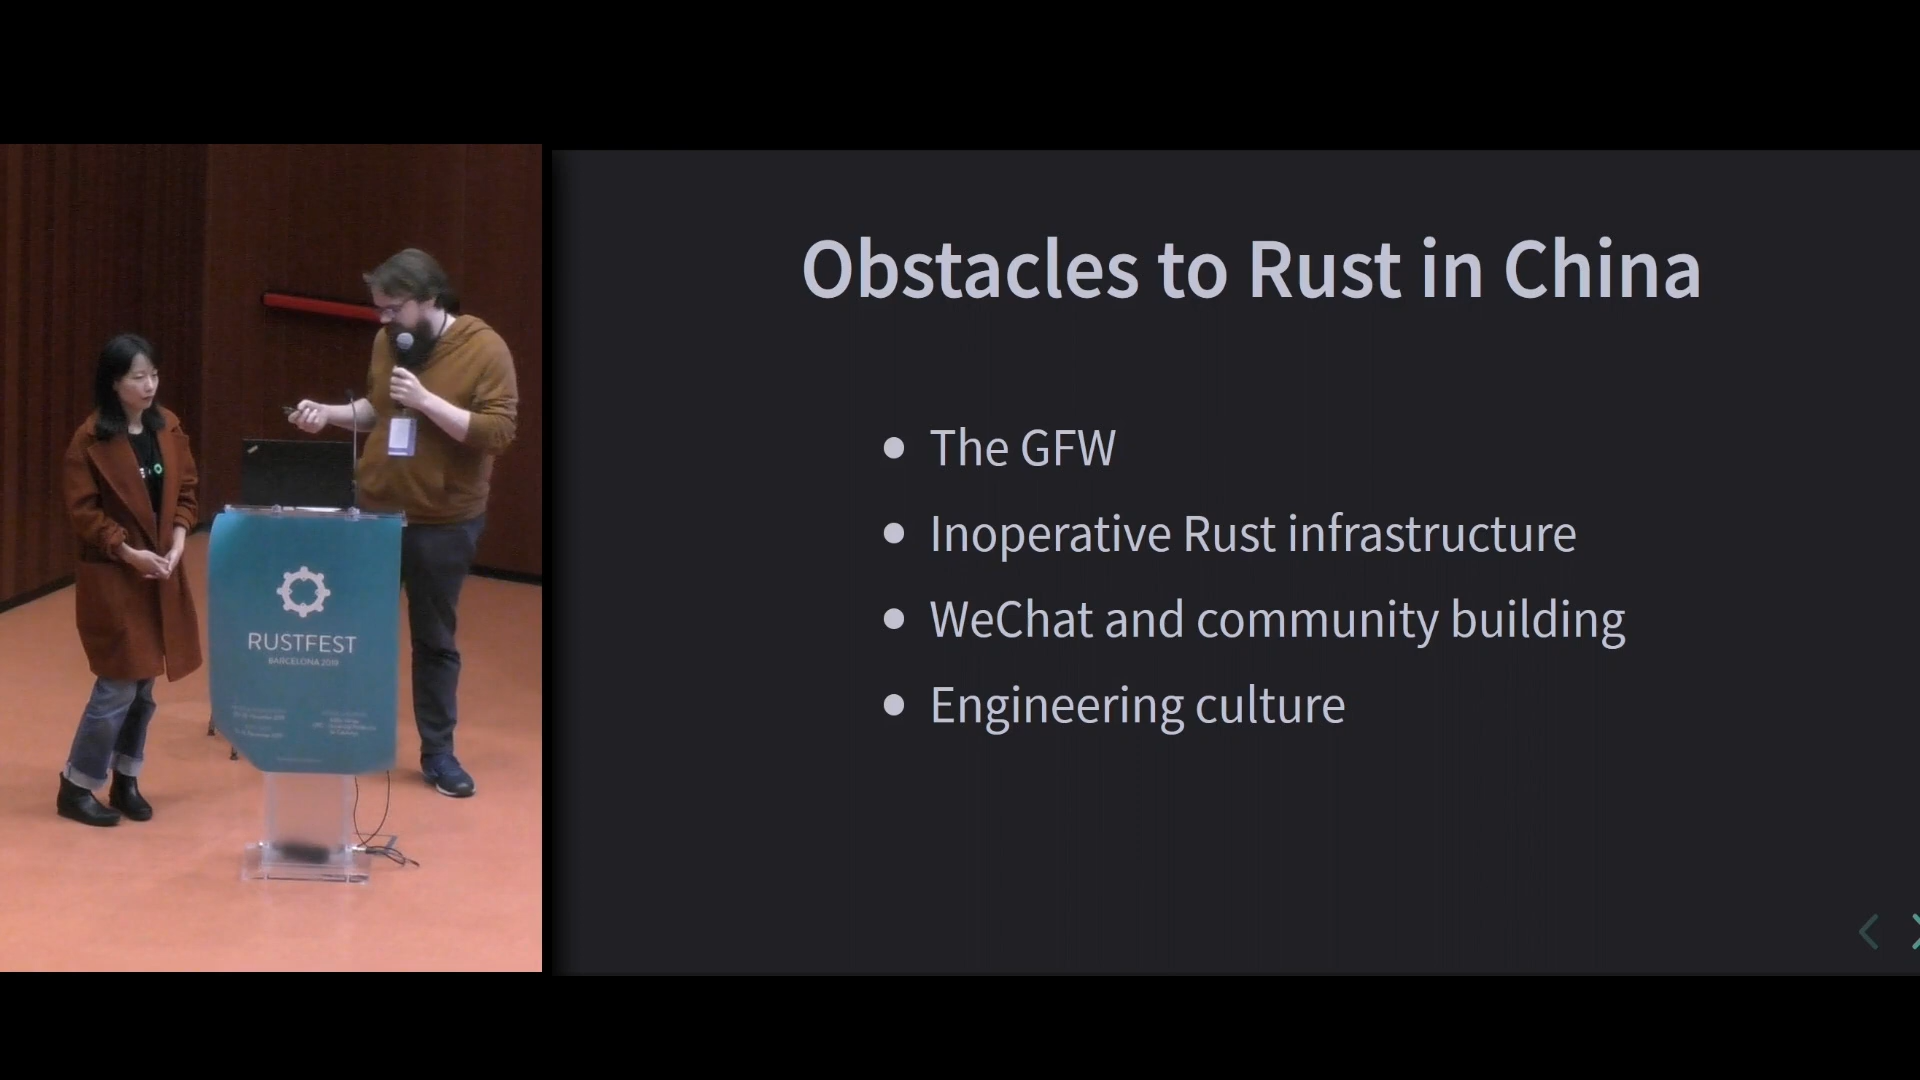 Obstacles to Rust in China
The GFW
Inoperative Rust infrastructure
WeChat and community building
Engineering culture
RUSTFEST
BARCELONA 2019